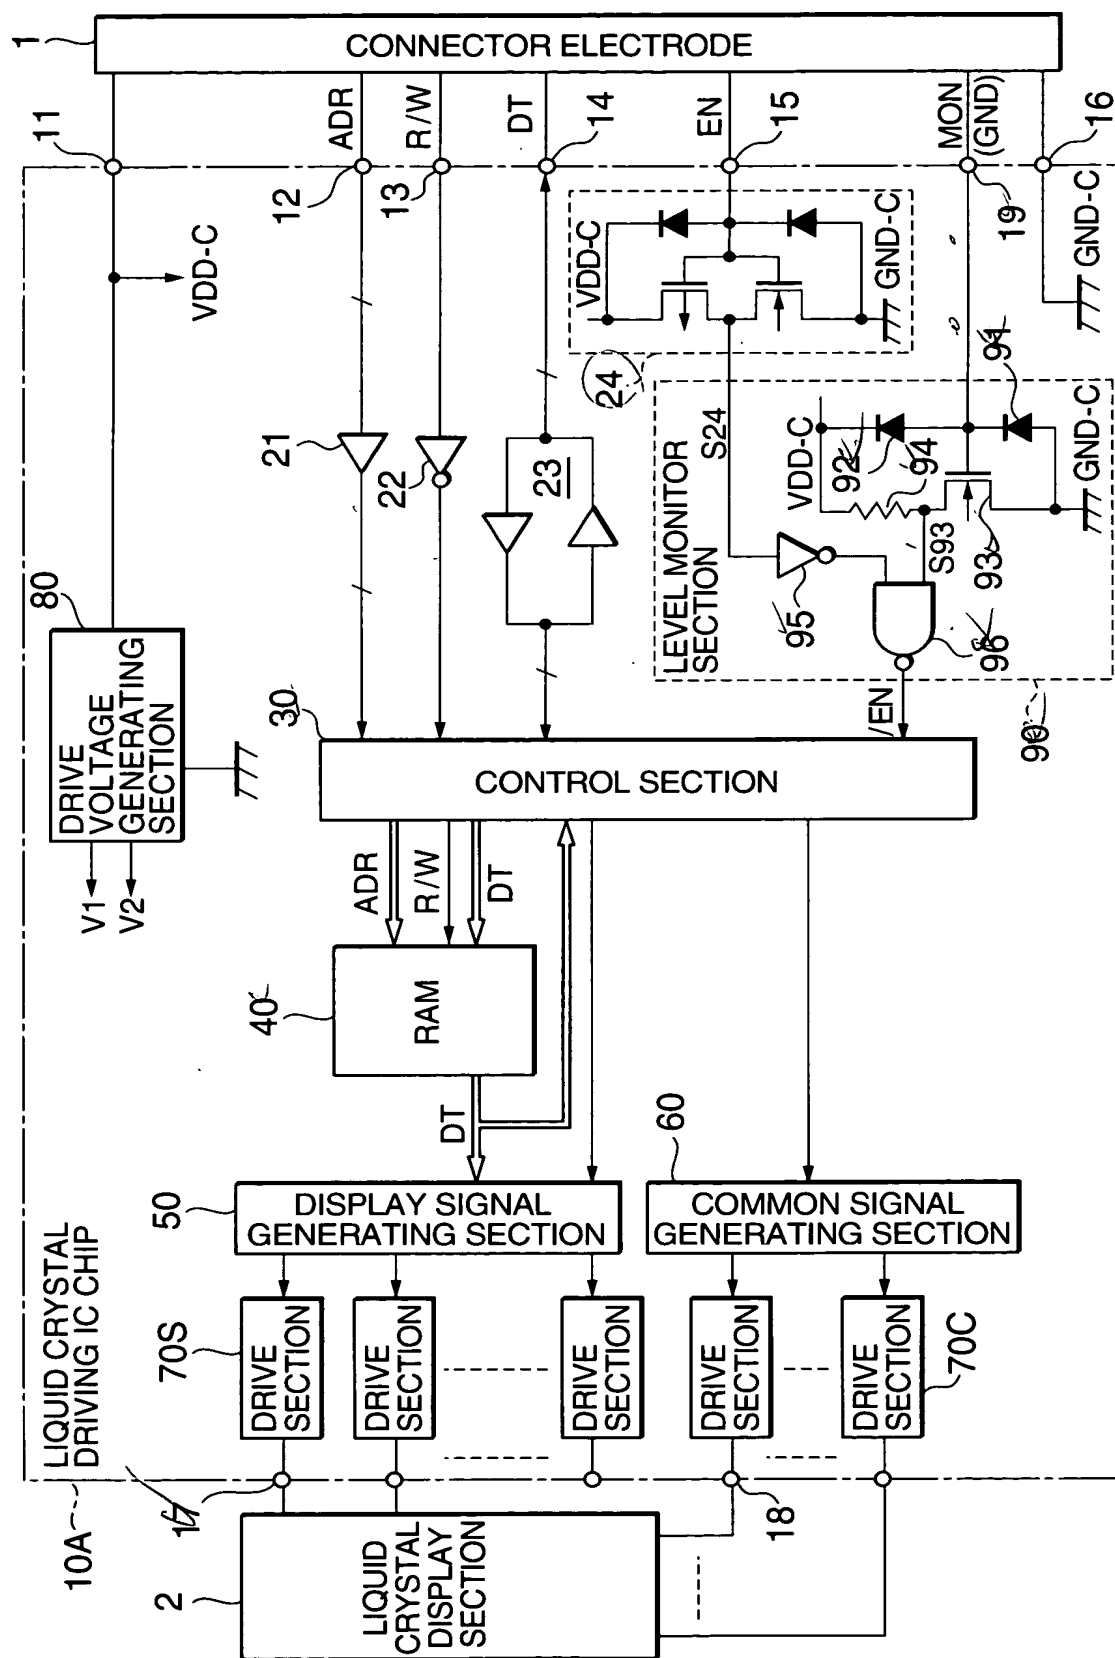 1
CONNECTOR ELECTRODE
11
ADR
12
R/W
13
DT
14
EN
15
MON
(GND)
19
16
VDD-C
21
22
23
24
VDD-C
GND-C
GND-C
S24
LEVEL MONITOR
SECTION
VDD-C
92
94
91
S93
93
GND-C
95
96
90
80
DRIVE
VOLTAGE
GENERATING
SECTION
V1
V2
30
/EN
CONTROL SECTION
ADR
R/W
DT
40
RAM
DT
50
DISPLAY SIGNAL
GENERATING SECTION
60
COMMON SIGNAL
GENERATING SECTION
LIQUID CRYSTAL
DRIVING IC CHIP
70S
DRIVE
SECTION
DRIVE
SECTION
DRIVE
SECTION
DRIVE
SECTION
DRIVE
SECTION
70C
10A
17
18
2
LIQUID
CRYSTAL
DISPLAY
SECTION